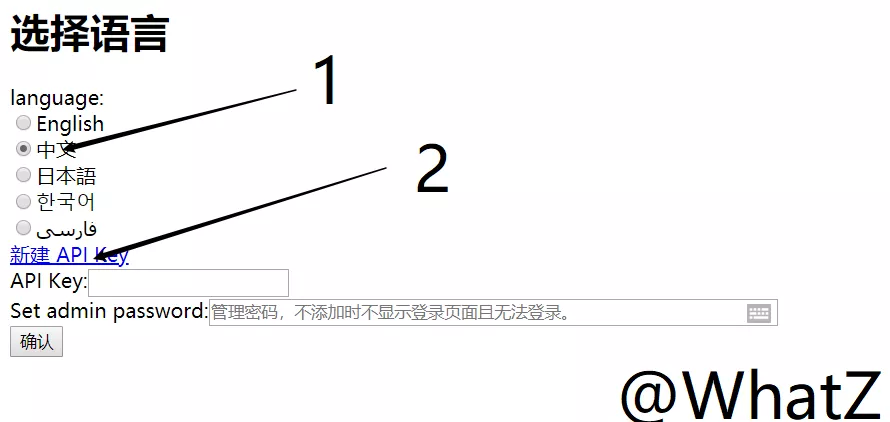 选择语言
1
language:
English
中文
2
日本語
한국어
فارسی
新建 API Key
API Key:
Set admin password:管理密码，不添加时不显示登录页面且无法登录。
确认
@WhatZ